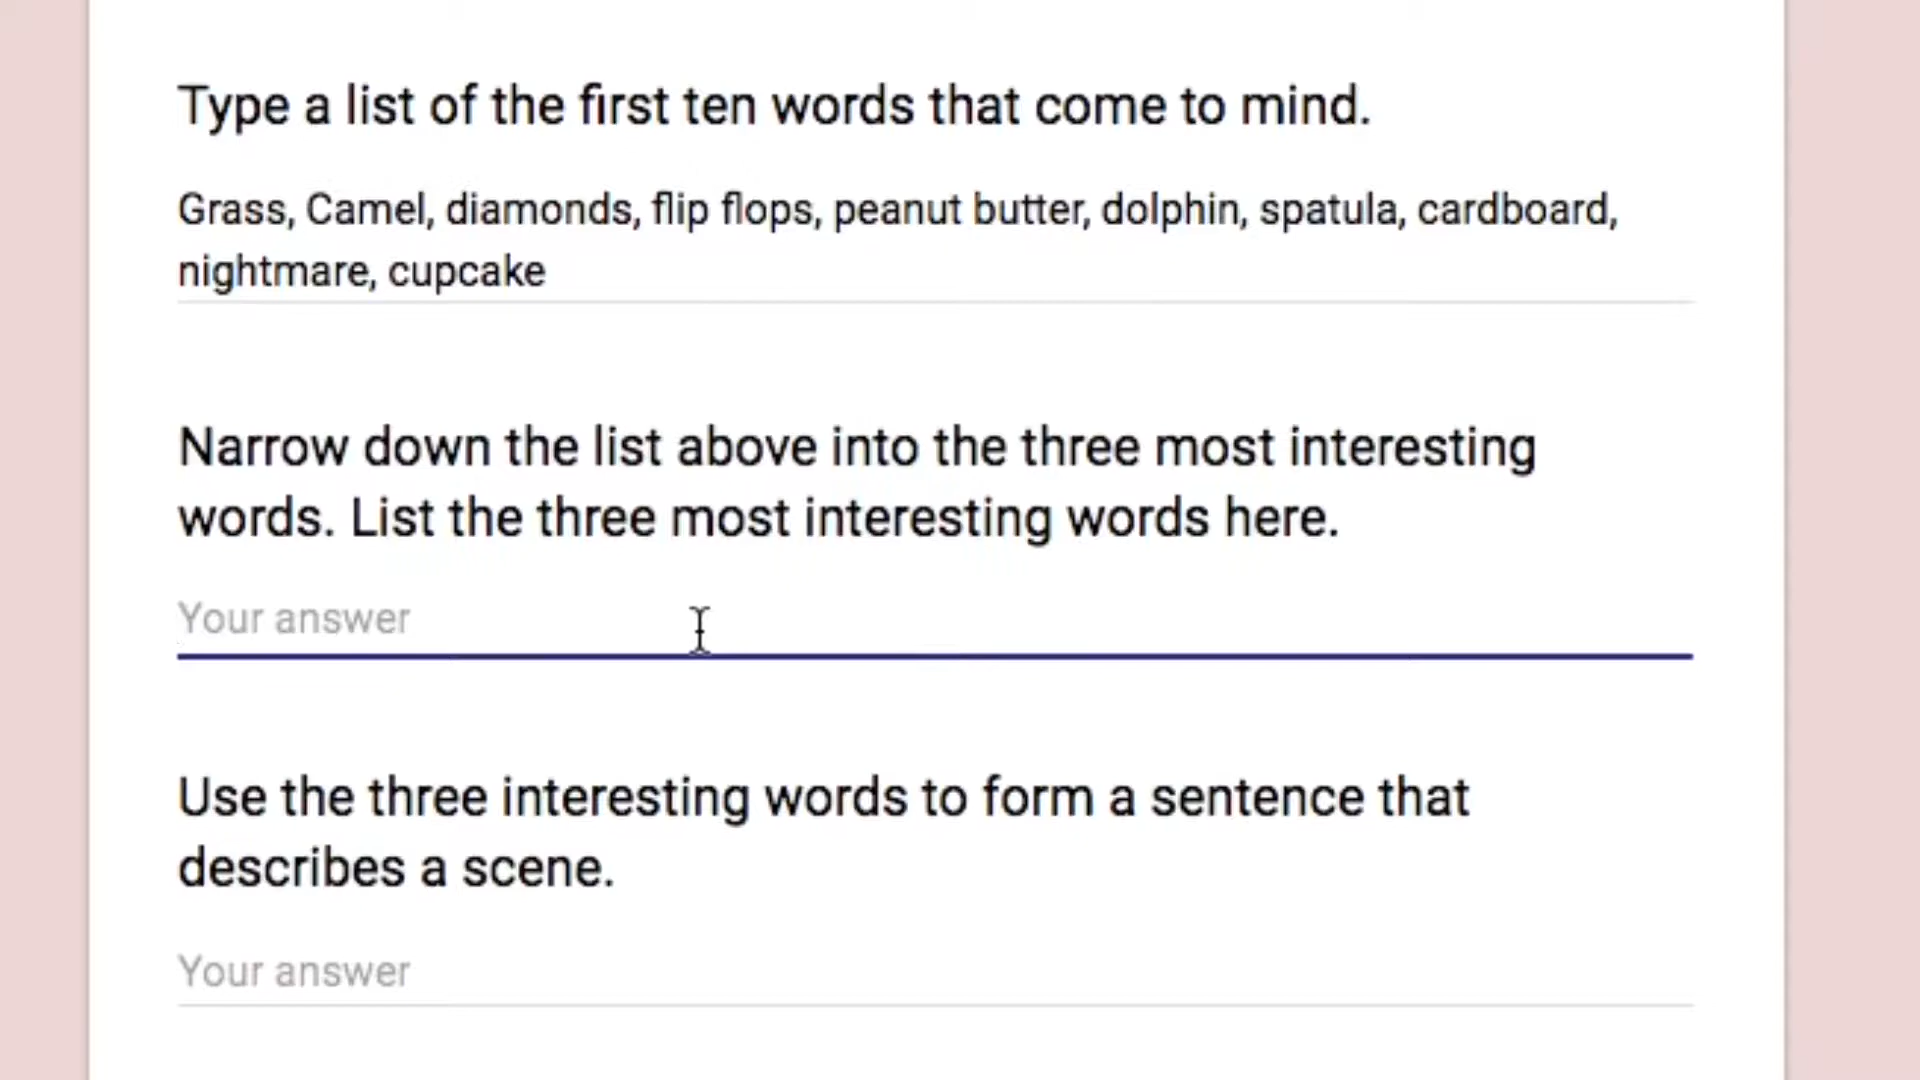 Type a list of the first ten words that come to mind.
Grass, Camel, diamonds, flip flops, peanut butter, dolphin, spatula, cardboard,
nightmare, cupcake
Narrow down the list above into the three most interesting
words. List the three most interesting words here.
Your answer
Use the three interesting words to form a sentence that
describes a scene.
Your answer